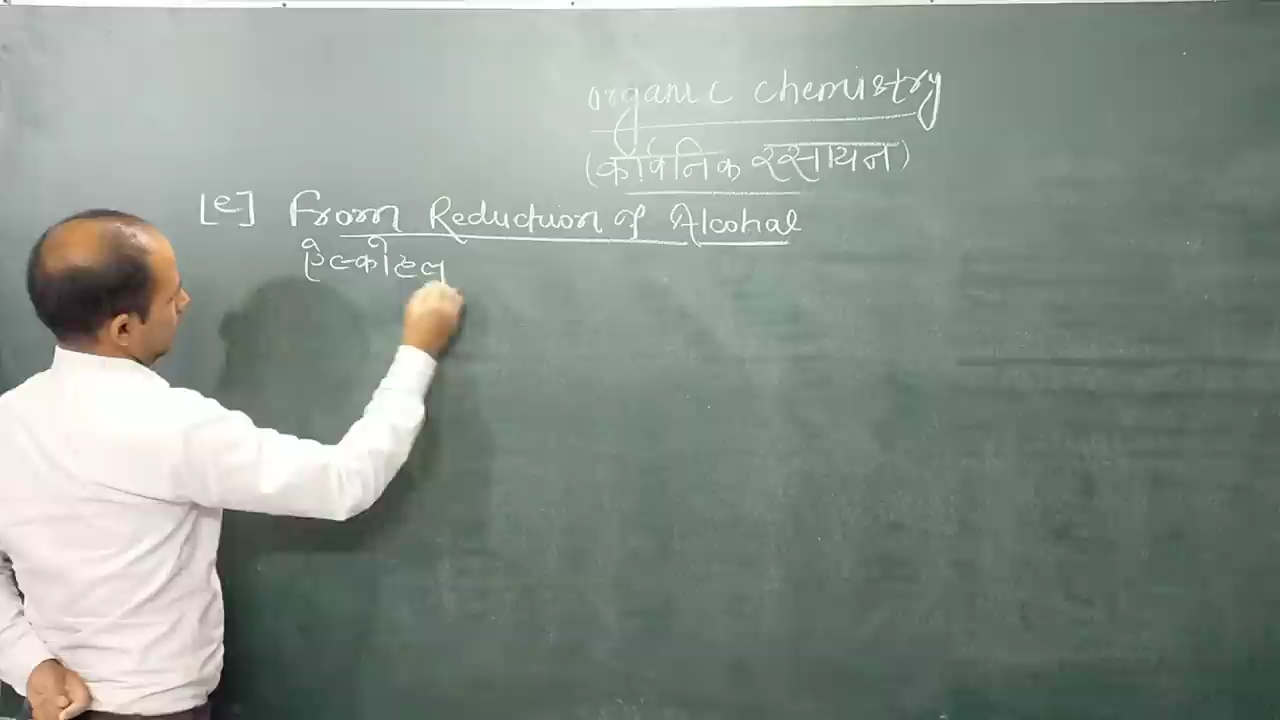 organic chemistry
(कार्बनिक रसायन)
[e] From Reduction of Alcohal
ऐल्कोहल